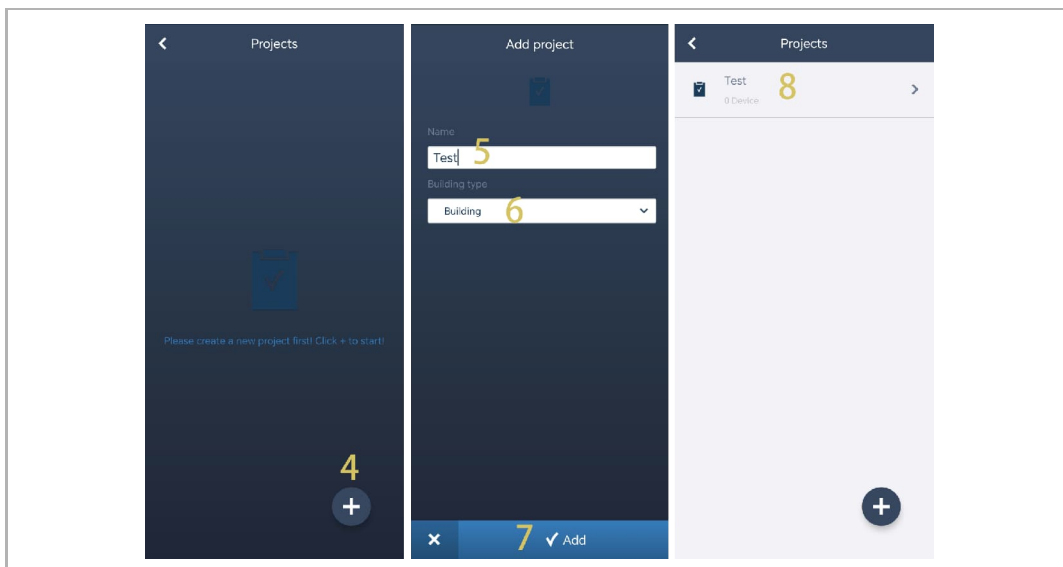 Projects
Please create a new project first! Click + to start!
4
+
Add project
Name
Test 5
Building type
Building 6
7 Add
Projects
Test
0 Device
8
+